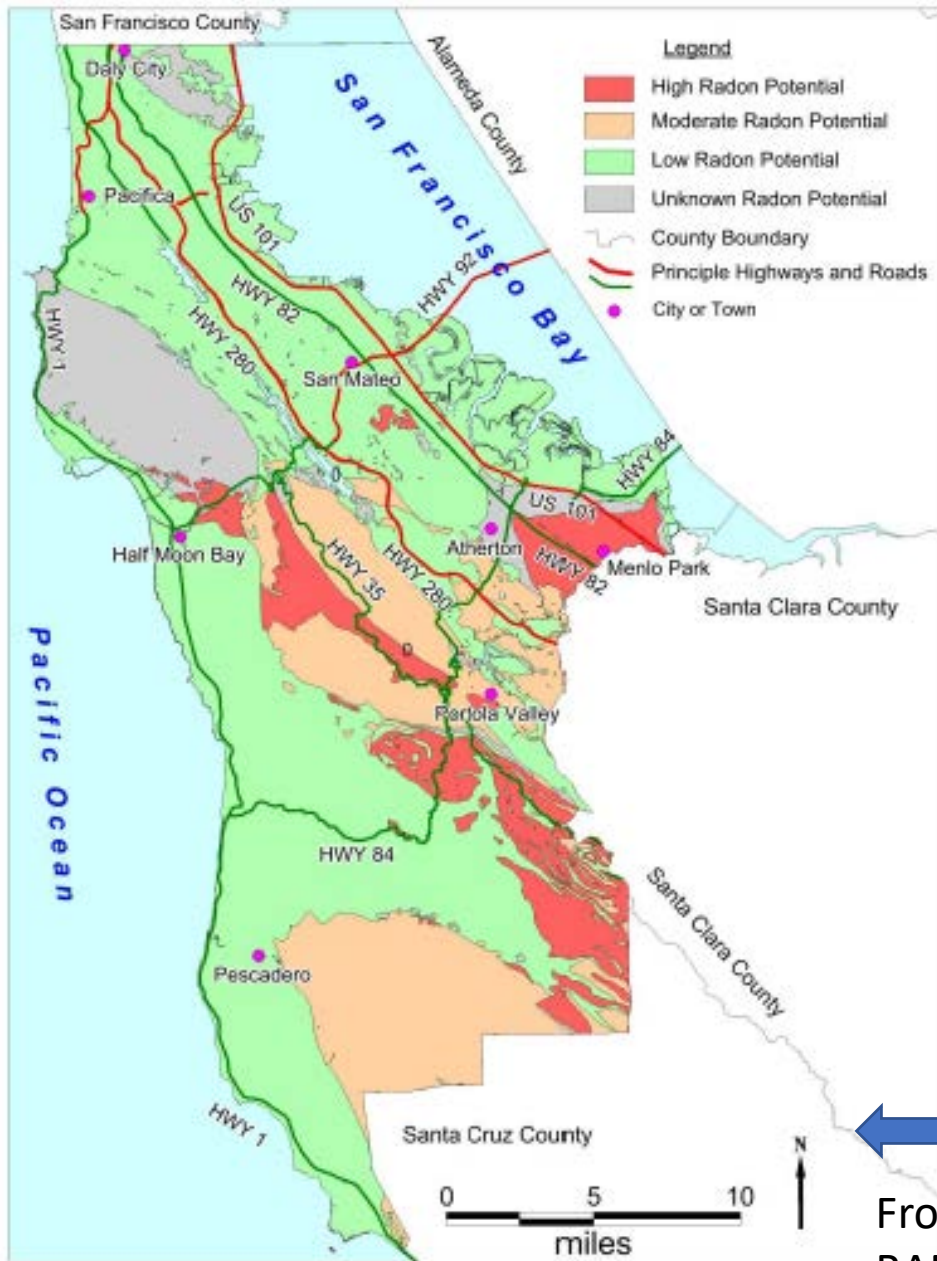 San Francisco County
Daly City
Alameda County
Legend
High Radon Potential
Moderate Radon Potential
Low Radon Potential
Unknown Radon Potential
County Boundary
Principle Highways and Roads
City or Town
San Francisco Bay
Pacifica
US 101
HWY 92
HWY 82
HWY 280
HWY 1
San Mateo
0
HWY 84
US 101
Atherton
HWY 82
Menlo Park
Half Moon Bay
HWY 35
HWY 280
Santa Clara County
0
Pacific Ocean
Portola Valley
HWY 84
Santa Clara County
Pescadero
HWY 1
Santa Cruz County
N
0 5 10
miles